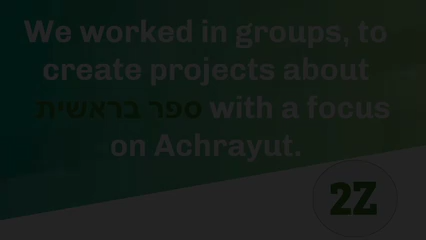 We worked in groups, to
create projects about
ספר בראשית with a focus
on Achrayut.
2Z